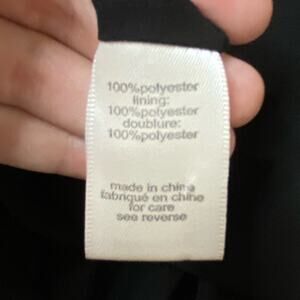 100%polyester
lining:
100%polyester
doublure:
100%polyester
made in china
fabriqué en chine
for care
see reverse